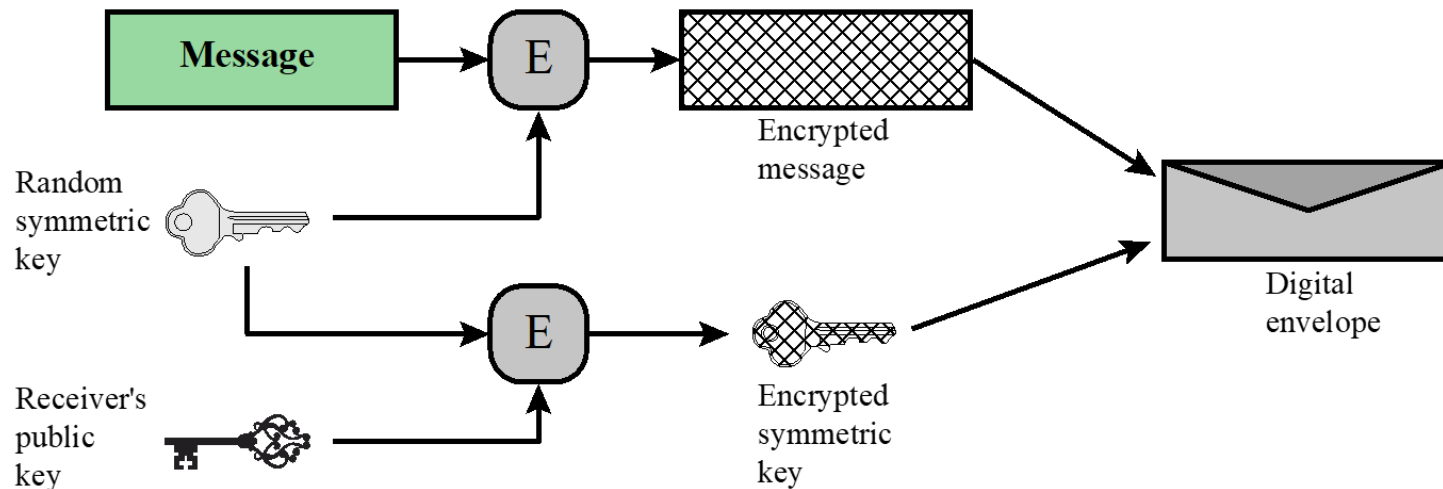 Message
E
Encrypted
message
Random
symmetric
key
Digital
envelope
E
Receiver's
public
key
Encrypted
symmetric
key